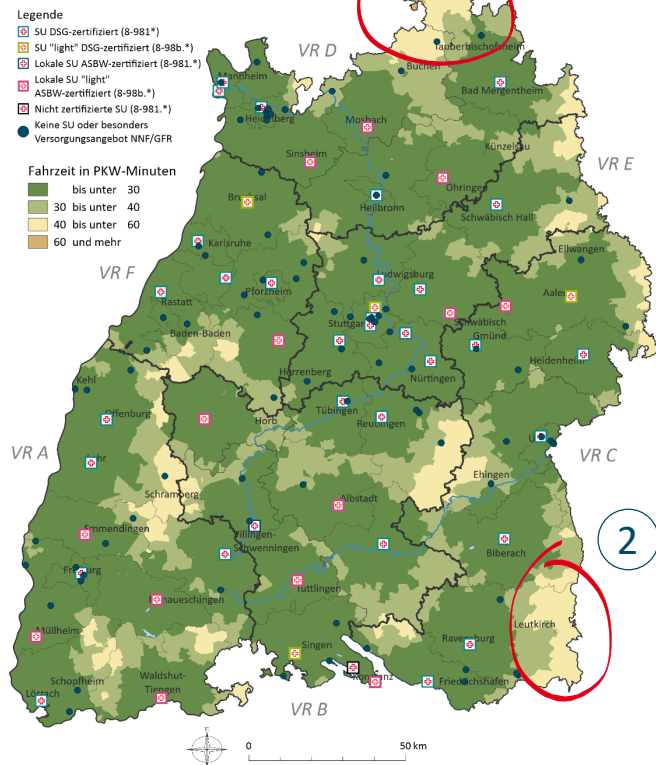 Legende
SU DSG-zertifiziert (8-981*)
SU "light" DSG-zertifiziert (8-98b.*)
Lokale SU ASBW-zertifiziert (8-981.*)
Lokale SU "light"
ASBW-zertifiziert (8-98b.*)
Nicht zertifizierte SU (8-981.*)
Keine SU oder besonders
Versorgungsangebot NNF/GFR
Fahrzeit in PKW-Minuten
bis unter 30
30 bis unter 40
40 bis unter 60
60 und mehr
VR D
Tauberbischofsheim
Buchen
Mannheim
Bad Mergentheim
Heidelberg
Mosbach
Künzelsau
VR E
Sinsheim
Öhringen
Bruchsal
Heilbronn
Schwäbisch Hall
Karlsruhe
Ellwangen
VR F
Ludwigsburg
Pforzheim
Aalen
Rastatt
Stuttgart
Schwäbisch
Gmünd
Baden-Baden
Heidenheim
Herrenberg
Nürtingen
Kehl
Tübingen
Offenburg
Horb
Reutlingen
VR A
Lahr
Ulm
VR C
Ehingen
Schramberg
Albstadt
Emmendingen
Villingen-
Schwenningen
Biberach
2
Freiburg
Donaueschingen
Tuttlingen
Leutkirch
Müllheim
Singen
Ravensburg
Schopfheim
Waldshut-
Tiengen
Konstanz
Friedrichshafen
Lörrach
VR B
0
50 km